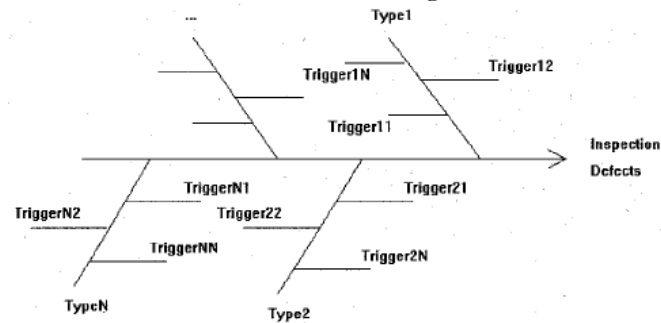 ...
Type1
Trigger1N
Trigger12
Trigger11
Inspection
Defects
TriggerN1
Trigger21
TriggerN2
Trigger22
TriggerNN
Trigger2N
TypeN
Type2